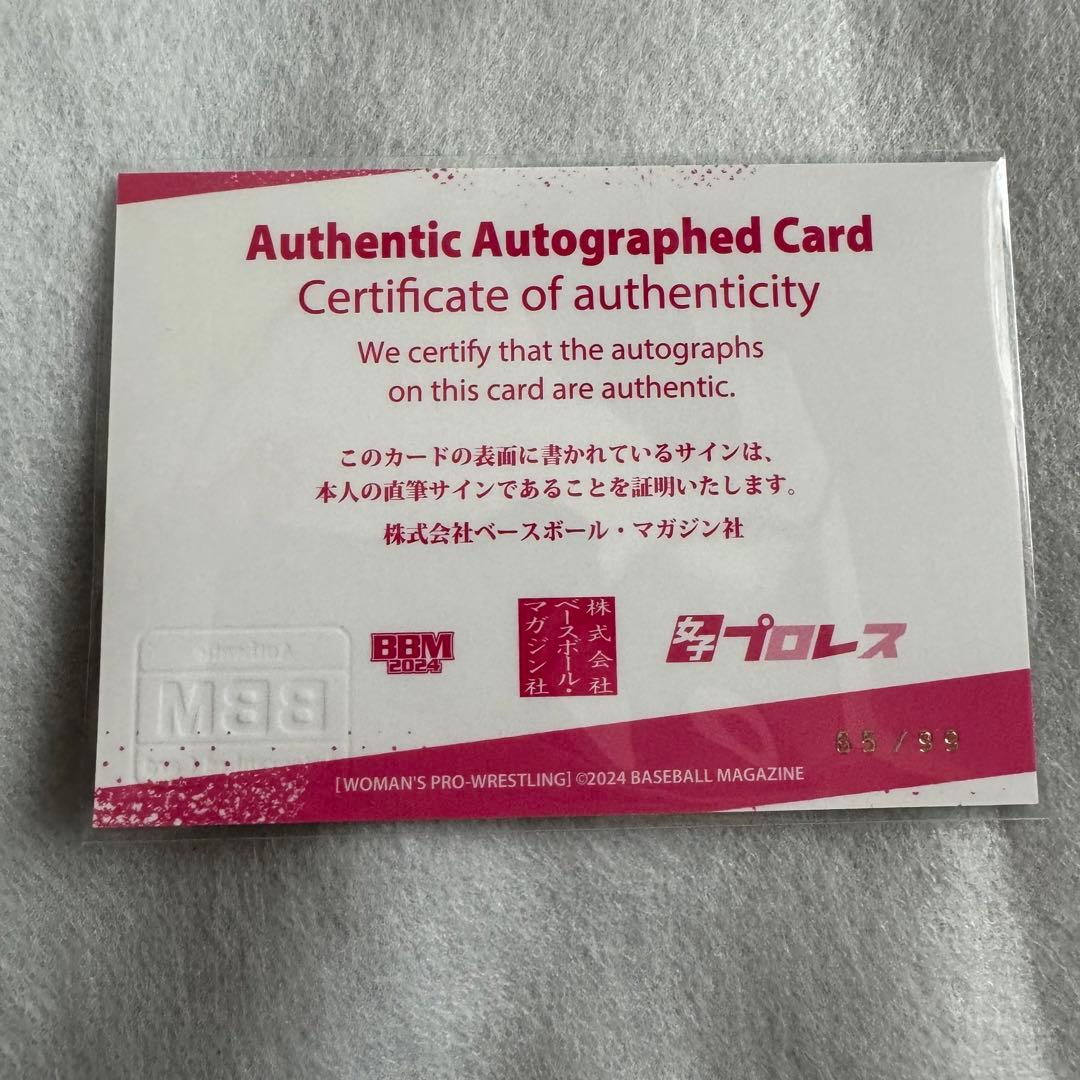 Authentic Autographed Card
Certificate of authenticity
We certify that the autographs
on this card are authentic.
このカードの表面に書かれているサインは、
本人の直筆サインであることを証明いたします。
株式会社ベースボール・マガジン社
BBM
2024
株式会社
ベースボール・
マガジン社
女子プロレス
BBM
65/99
[WOMAN'S PRO-WRESTLING] ©2024 BASEBALL MAGAZINE